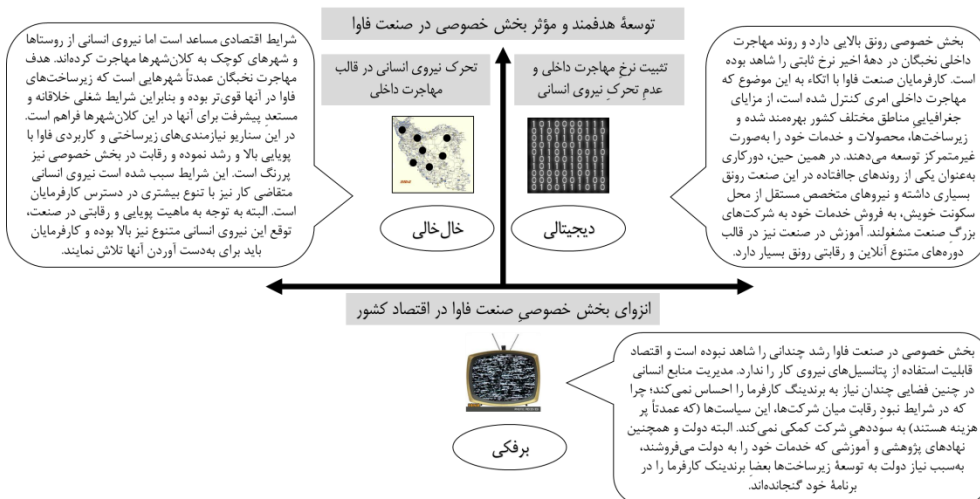 توسعهٔ هدفمند و مؤثر بخش خصوصی در صنعت فاوا
بخش خصوصی رونق بالایی دارد و روند مهاجرت
داخلی نخبگان در دههٔ اخیر نرخ ثابتی را شاهد بوده
است. کارفرمایان صنعت فاوا با اتکاء به این موضوع که
مهاجرت داخلی امری کنترل شده است، از مزایای
جغرافیایی مناطق مختلف کشور بهره‌مند شده و
زیرساخت‌ها، محصولات و خدمات خود را به‌صورت
غیرمتمرکز توسعه می‌دهند. در همین حین، دورکاری
به‌عنوان یکی از روندهای جاافتاده در این صنعت رونق
بسیاری داشته و نیروهای متخصص مستقل از محل
سکونت خویش، به فروش خدمات خود به شرکت‌های
بزرگِ صنعت مشغولند. آموزش در صنعت نیز در قالب
دوره‌های متنوع آنلاین و رقابتی رونق بسیار دارد.
تثبیت نرخ مهاجرت داخلی و
عدم تحرکِ نیروی انسانی
دیجیتالی
تحرک نیروی انسانی در قالب
مهاجرت داخلی
خال‌خالی
شرایط اقتصادی مساعد است اما نیروی انسانی از روستاها
و شهرهای کوچک به کلان‌شهرها مهاجرت کرده‌اند. هدف
مهاجرت نخبگان عمدتاً شهرهایی است که زیرساخت‌های
فاوا در آنها قوی‌تر بوده و بنابراین شرایط شغلی خلاقانه و
مستعدِ پیشرفت برای آنها در این کلان‌شهرها فراهم است.
در این سناریو نیازمندی‌های زیرساختی و کاربردی فاوا با
پویایی بالا و رشد نموده و رقابت در بخش خصوصی نیز
پررنگ است. این شرایط سبب شده است نیروی انسانی
متقاضی کار نیز با تنوع بیشتری در دسترس کارفرمایان
است. البته به توجه به ماهیت پویایی و رقابتی در صنعت،
توقع این نیروی انسانی متنوع نیز بالا بوده و کارفرمایان
باید برای به‌دست آوردن آنها تلاش نمایند.
انزوای بخش خصوصیِ صنعت فاوا در اقتصاد کشور
برفکی
بخش خصوصی در صنعت فاوا رشد چندانی را شاهد نبوده است و اقتصاد
قابلیت استفاده از پتانسیل‌های نیروی کار را ندارد. مدیریت منابع انسانی
در چنین فضایی چندان نیاز به برندینگ کارفرما را احساس نمی‌کند؛ چرا
که در شرایط نبودِ رقابت میان شرکت‌ها، این سیاست‌ها (که عمدتاً پر
هزینه هستند) به سوددهیِ شرکت کمکی نمی‌کند. البته دولت و همچنین
نهادهای پژوهشی و آموزشی که خدمات خود را به دولت می‌فروشند،
به‌سبب نیاز دولت به توسعهٔ زیرساخت‌ها بعضاً برندینک کارفرما را در
برنامهٔ خود گنجانده‌اند.